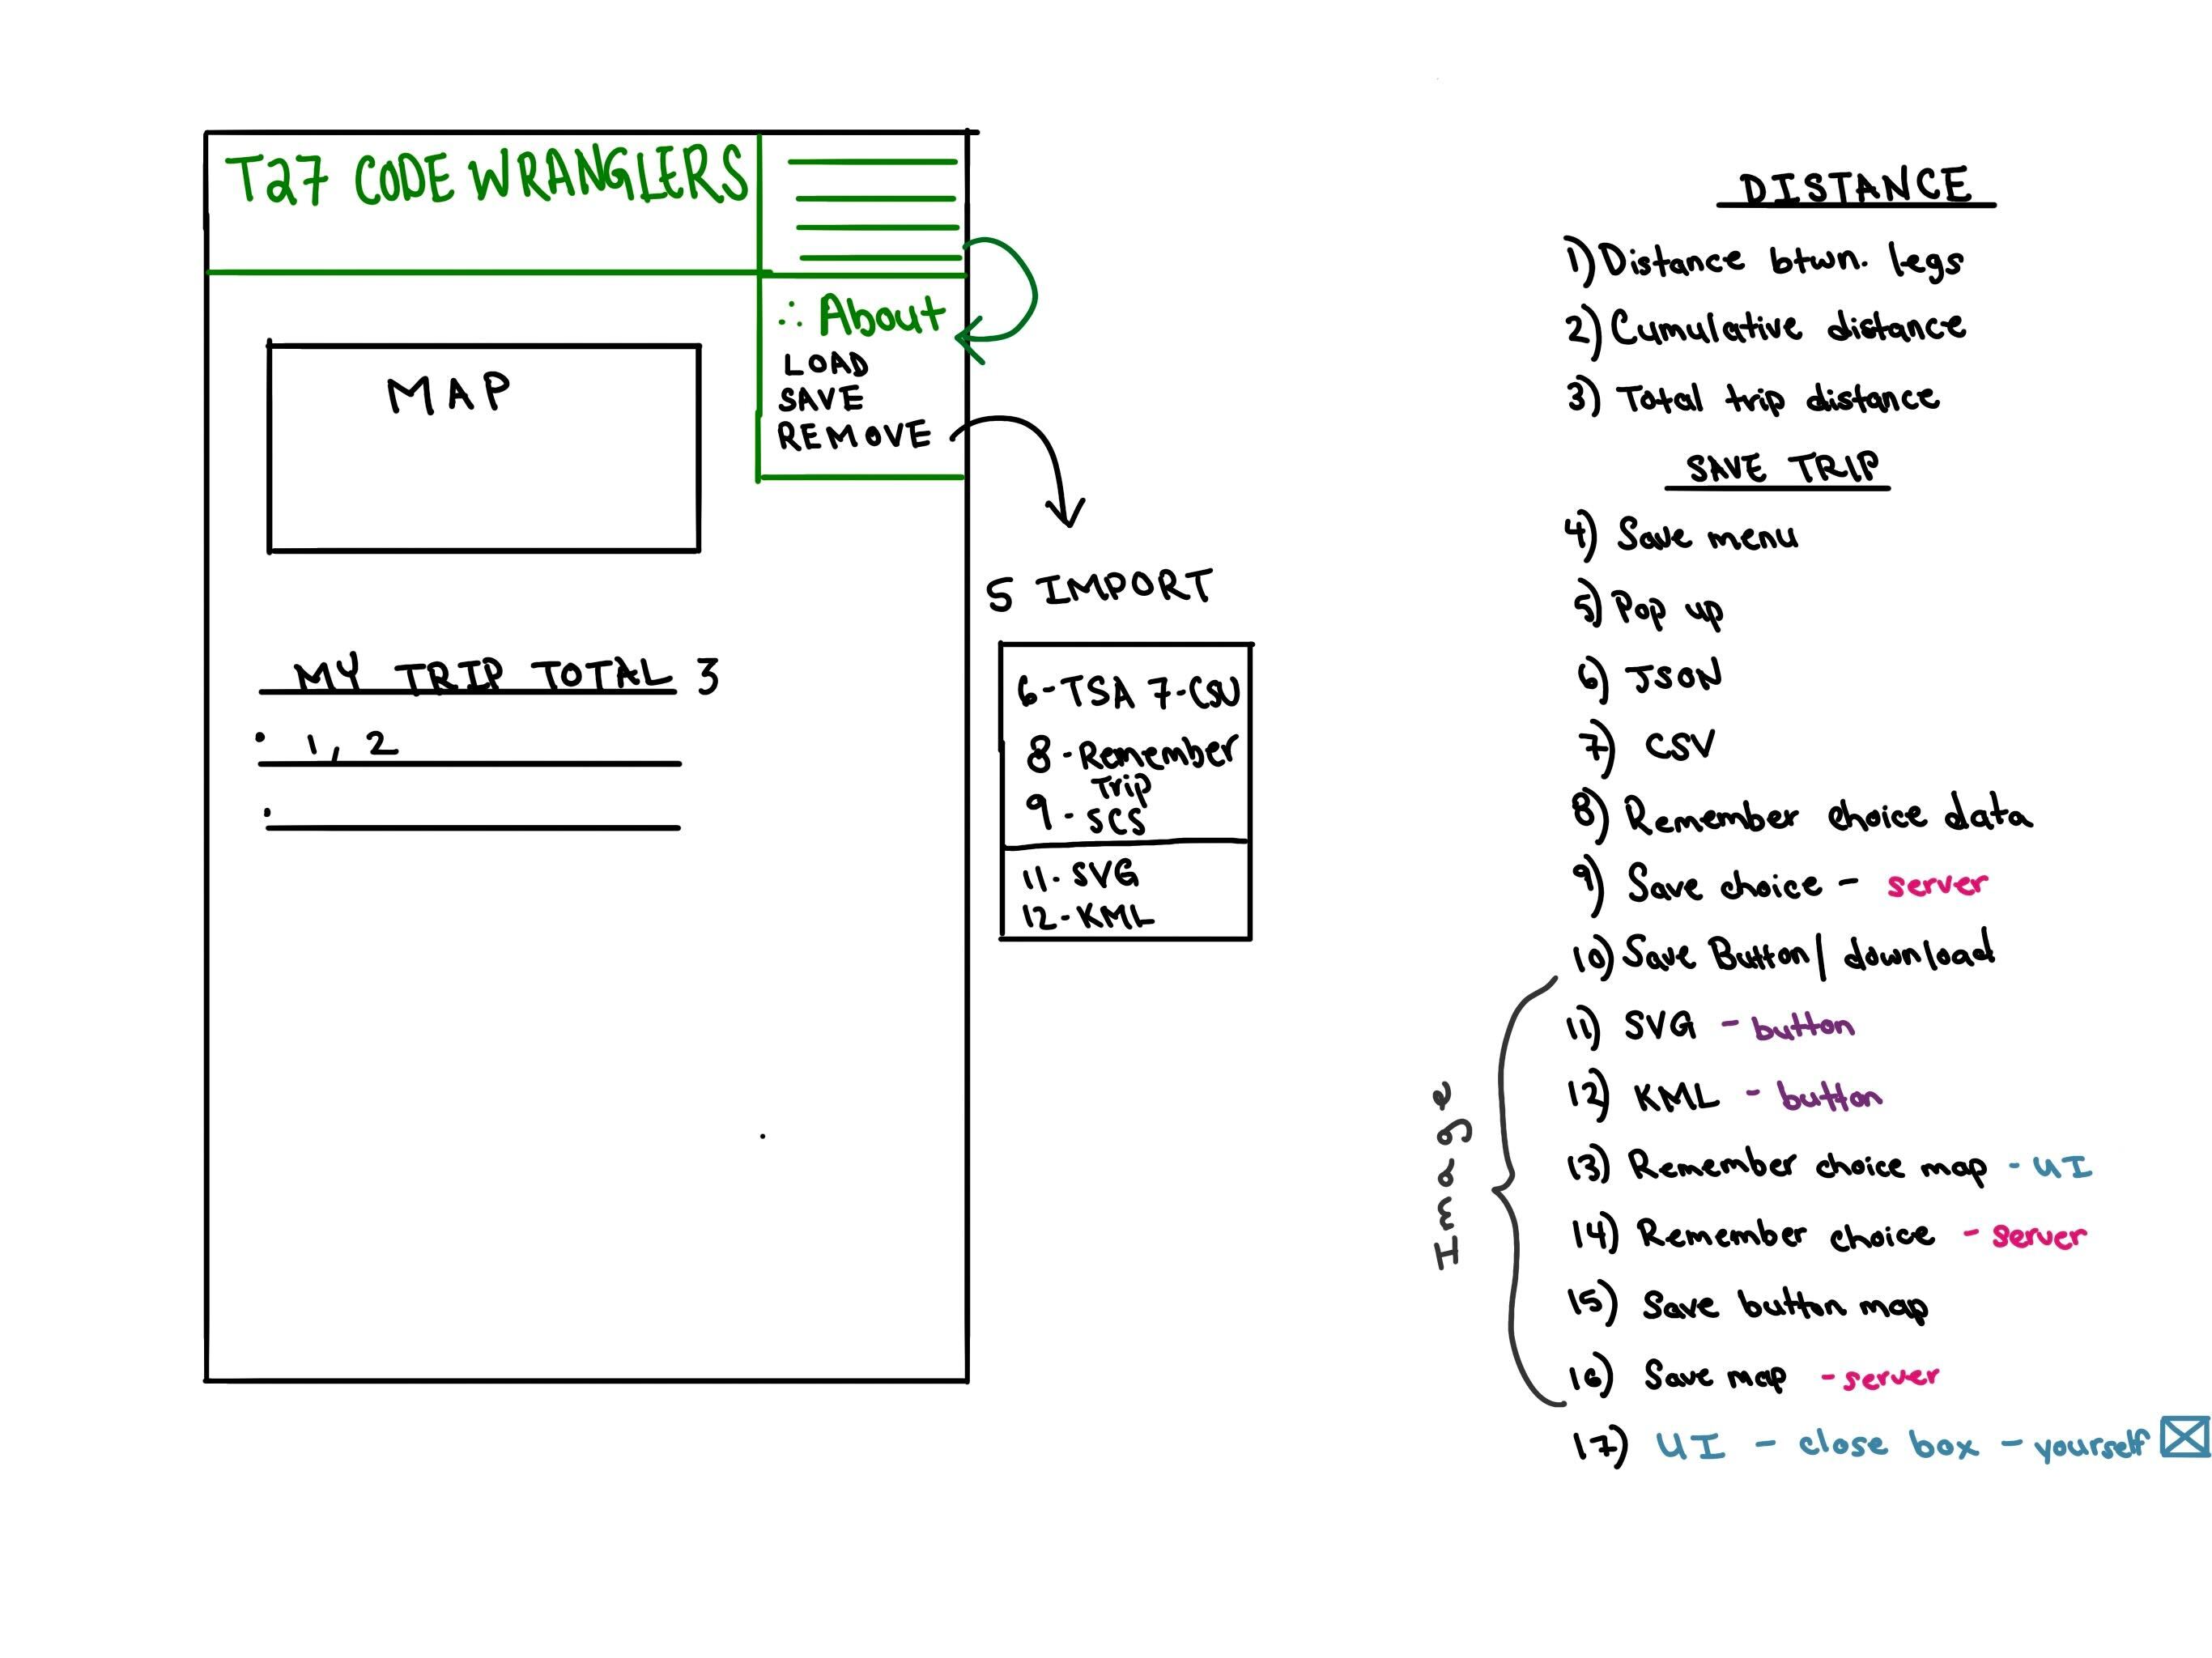 T27 CODE WRANGLERS
∴ About
LOAD
SAVE
REMOVE
MAP
5 IMPORT
MY TRIP TOTAL 3
1, 2
6-TSA 7-CSV
8-Remember
Trip
9-SCS
11-SVG
12-KML
DISTANCE
1) Distance btwn. legs
2) Cumulative distance
3) Total trip distance
SAVE TRIP
4) Save menu
5) Pop up
6) JSON
7) CSV
8) Remember choice data
9) Save choice - server
10) Save Button/download
Image
11) SVG - button
12) KML - button
13) Remember choice map - UI
14) Remember choice - server
15) Save button map
16) Save map - server
17) UI - close box - yourself